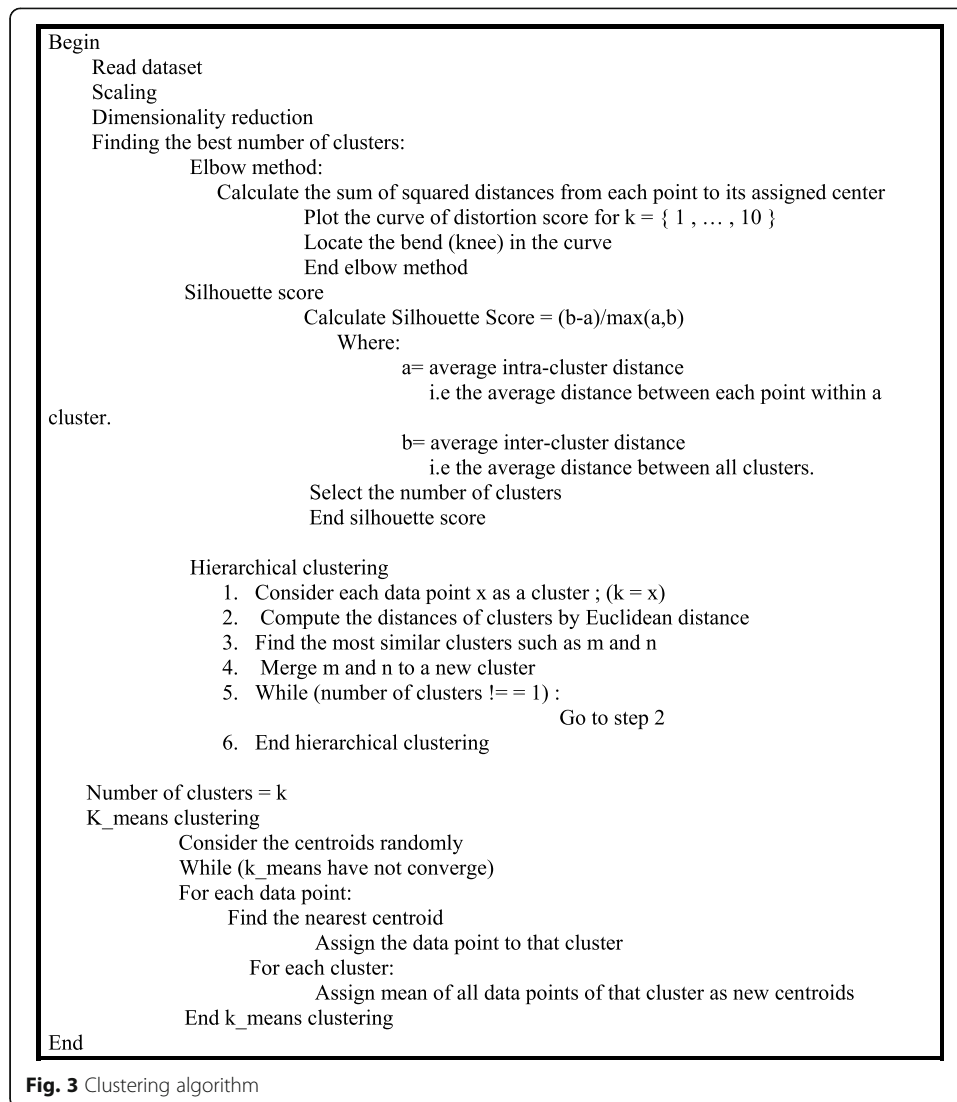 Begin
Read dataset
Scaling
Dimensionality reduction
Finding the best number of clusters:
Elbow method:
Calculate the sum of squared distances from each point to its assigned center
Plot the curve of distortion score for k = { 1 , … , 10 }
Locate the bend (knee) in the curve
End elbow method
Silhouette score
Calculate Silhouette Score = (b-a)/max(a,b)
Where:
a= average intra-cluster distance
i.e the average distance between each point within a
cluster.
b= average inter-cluster distance
i.e the average distance between all clusters.
Select the number of clusters
End silhouette score
Hierarchical clustering
1. Consider each data point x as a cluster ; (k = x)
2. Compute the distances of clusters by Euclidean distance
3. Find the most similar clusters such as m and n
4. Merge m and n to a new cluster
5. While (number of clusters != = 1) :
Go to step 2
6. End hierarchical clustering
Number of clusters = k
K_means clustering
Consider the centroids randomly
While (k_means have not converge)
For each data point:
Find the nearest centroid
Assign the data point to that cluster
For each cluster:
Assign mean of all data points of that cluster as new centroids
End k_means clustering
End
Fig. 3 Clustering algorithm